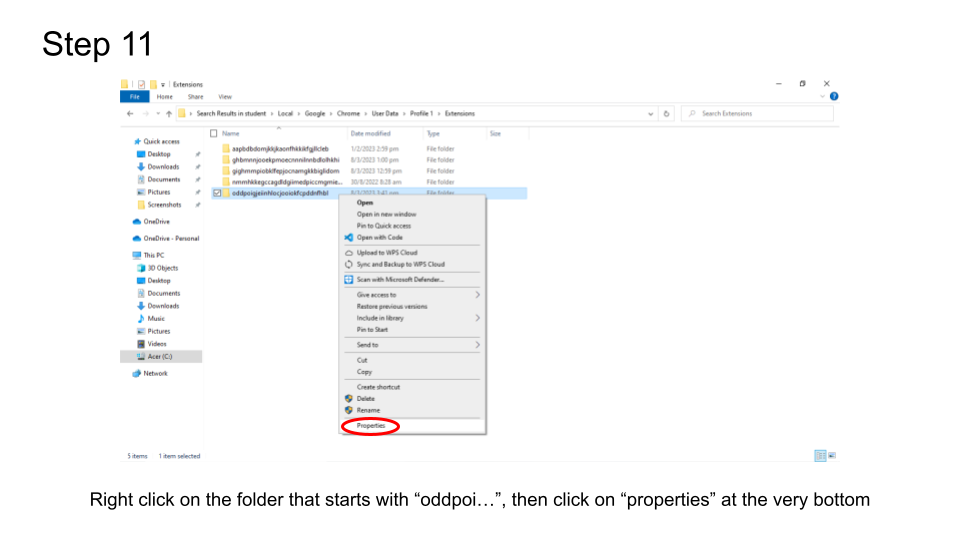 Step 11
Extensions
File Home Share View
Search Results in student › Local › Google › Chrome › User Data › Profile 1 › Extensions
Search Extensions
Name Date modified Type Size
Quick access
Desktop
Downloads
Documents
Pictures
Screenshots
OneDrive
OneDrive - Personal
This PC
3D Objects
Desktop
Documents
Downloads
Music
Pictures
Videos
Acer (C:)
Network
1/2/2023 2:59 pm File folder
8/3/2023 1:00 pm File folder
8/3/2023 12:59 pm File folder
30/8/2022 8:28 am File folder
File folder
Open
Open in new window
Pin to Quick access
Open with Code
Upload to WPS Cloud
Sync and Backup to WPS Cloud
Scan with Microsoft Defender...
Give access to
Restore previous versions
Include in library
Pin to Start
Send to
Cut
Copy
Create shortcut
Delete
Rename
Properties
5 items 1 item selected
Right click on the folder that starts with “oddpoi…”, then click on “properties” at the very bottom